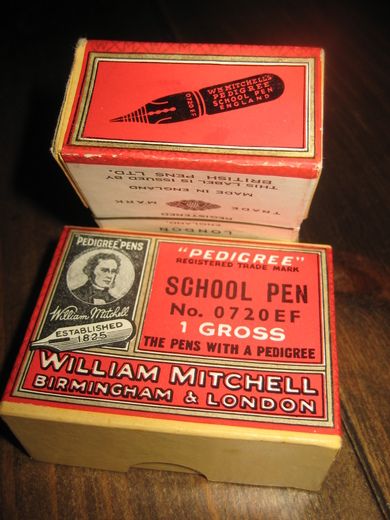 WM MITCHELL'S
PEDIGREE
SCHOOL PEN
ENGLAND
0720EF
THIS LABEL IS ISSUED BY
BRITISH PENS LTD.
MADE IN ENGLAND
TRADE MARK
REGISTERED
LONDON
PEDIGREE PENS
William Mitchell
ESTABLISHED
1825
"PEDIGREE"
REGISTERED TRADE MARK
SCHOOL PEN
No. 0720EF
1 GROSS
THE PENS WITH A PEDIGREE
WILLIAM MITCHELL
BIRMINGHAM & LONDON